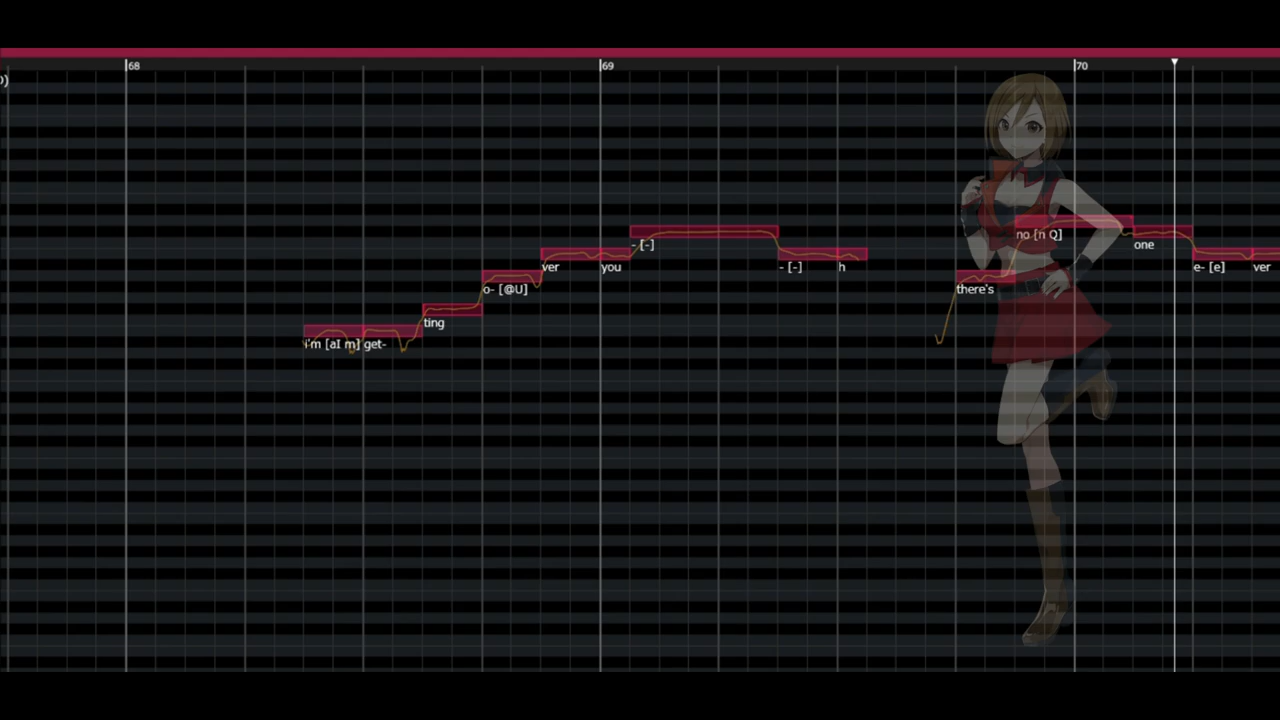 68 69 70
)
- [-]
no [n Q]
one
ver you - [-] h e- [e] ver
o- [@U] there's
ting
i'm [aI m] get-